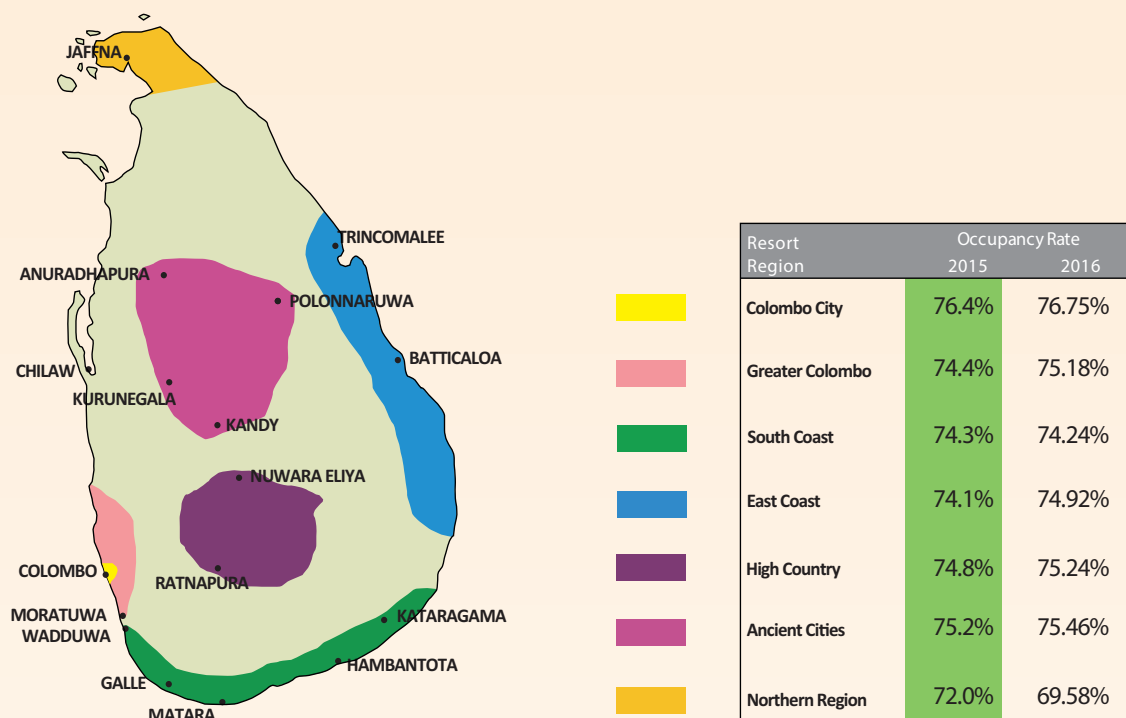 JAFFNA
TRINCOMALEE
ANURADHAPURA
POLONNARUWA
BATTICALOA
CHILAW
KURUNEGALA
KANDY
NUWARA ELIYA
COLOMBO
RATNAPURA
MORATUWA
KATARAGAMA
WADDUWA
HAMBANTOTA
GALLE
MATARA
Resort Occupancy Rate
Region 2015 2016
Colombo City 76.4% 76.75%
Greater Colombo 74.4% 75.18%
South Coast 74.3% 74.24%
East Coast 74.1% 74.92%
High Country 74.8% 75.24%
Ancient Cities 75.2% 75.46%
Northern Region 72.0% 69.58%